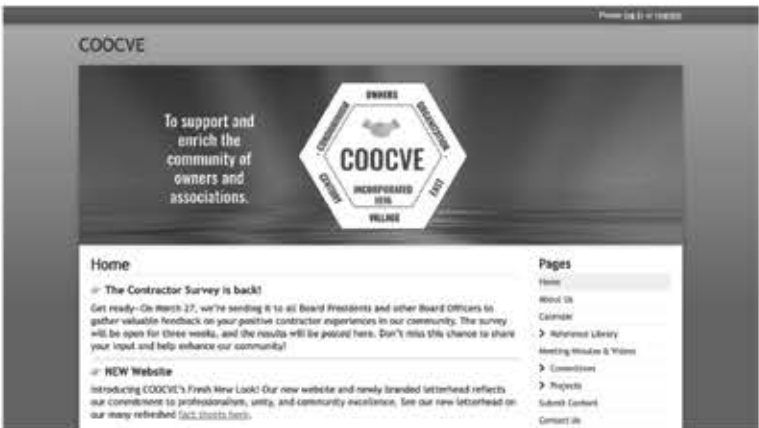 Please log in or register
COOCVE
To support and
enrich the
community of
owners and
associations.
CONDOMINIUM
OWNERS
ORGANIZATION
COOCVE
INCORPORATED
CENTURY
VILLAGE
EAST
Home
The Contractor Survey is back!
Get ready- On March 27, we're sending it to all Board Presidents and other Board Officers to
gather valuable feedback on your positive contractor experiences in our community. The survey
will be open for three weeks, and the results will be posted here. Don't miss this chance to share
your input and help enhance our community!
NEW Website
Introducing COOCVE's Fresh New Look! Our new website and newly branded letterhead reflects
our commitment to professionalism, unity, and community excellence. See our new letterhead on
our many refreshed fact sheets here.
Pages
Home
About Us
Calendar
Reference Library
Meeting Minutes & Videos
Committees
Projects
Submit Content
Contact Us